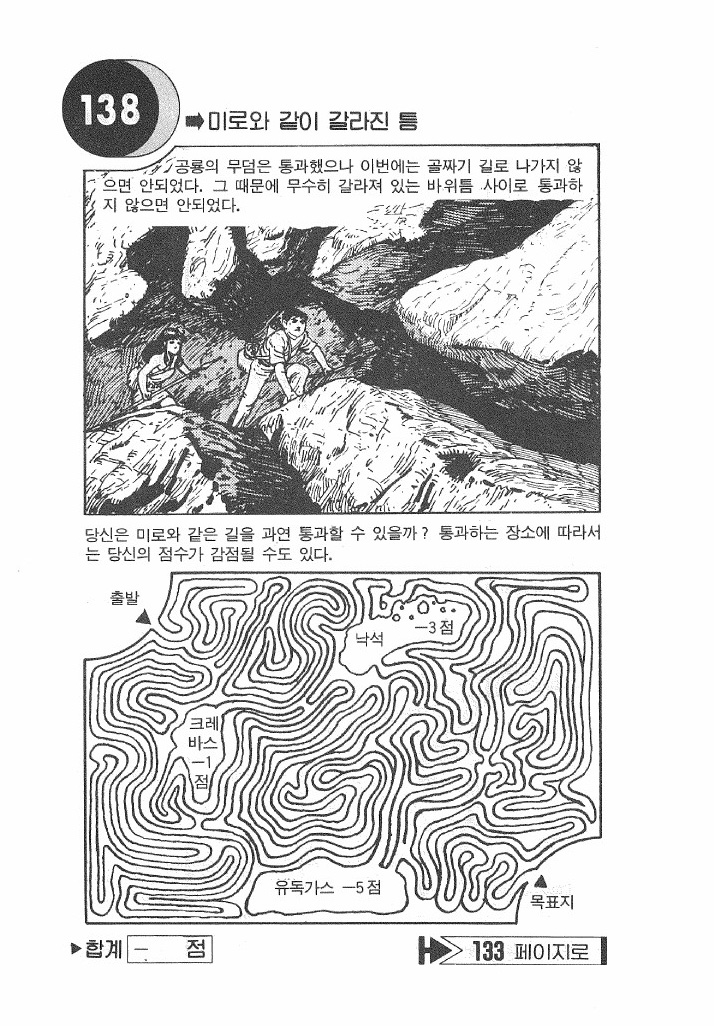 138
➡미로와 같이 갈라진 틈
공룡의 무덤은 통과했으나 이번에는 골짜기 길로 나가지 않
으면 안되었다. 그 때문에 무수히 갈라져 있는 바위틈 사이로 통과하
지 않으면 안되었다.
당신은 미로와 같은 길을 과연 통과할 수 있을까? 통과하는 장소에 따라서
는 당신의 점수가 감점될 수도 있다.
출발
낙석
—3점
크레
바스
—1
점
유독가스 —5점
목표지
▶합계 — 점
133 페이지로